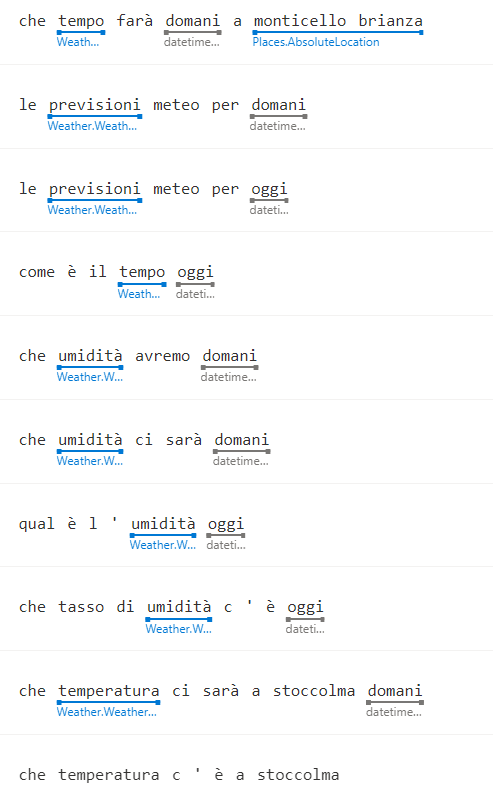 che tempo farà domani a monticello brianza
Weath... datetime... Places.AbsoluteLocation
le previsioni meteo per domani
Weather.Weath... datetime...
le previsioni meteo per oggi
Weather.Weath... dateti...
come è il tempo oggi
Weath... dateti...
che umidità avremo domani
Weather.W... datetime...
che umidità ci sarà domani
Weather.W... datetime...
qual è l ' umidità oggi
Weather.W... dateti...
che tasso di umidità c ' è oggi
Weather.W... dateti...
che temperatura ci sarà a stoccolma domani
Weather.Weather... datetime...
che temperatura c ' è a stoccolma